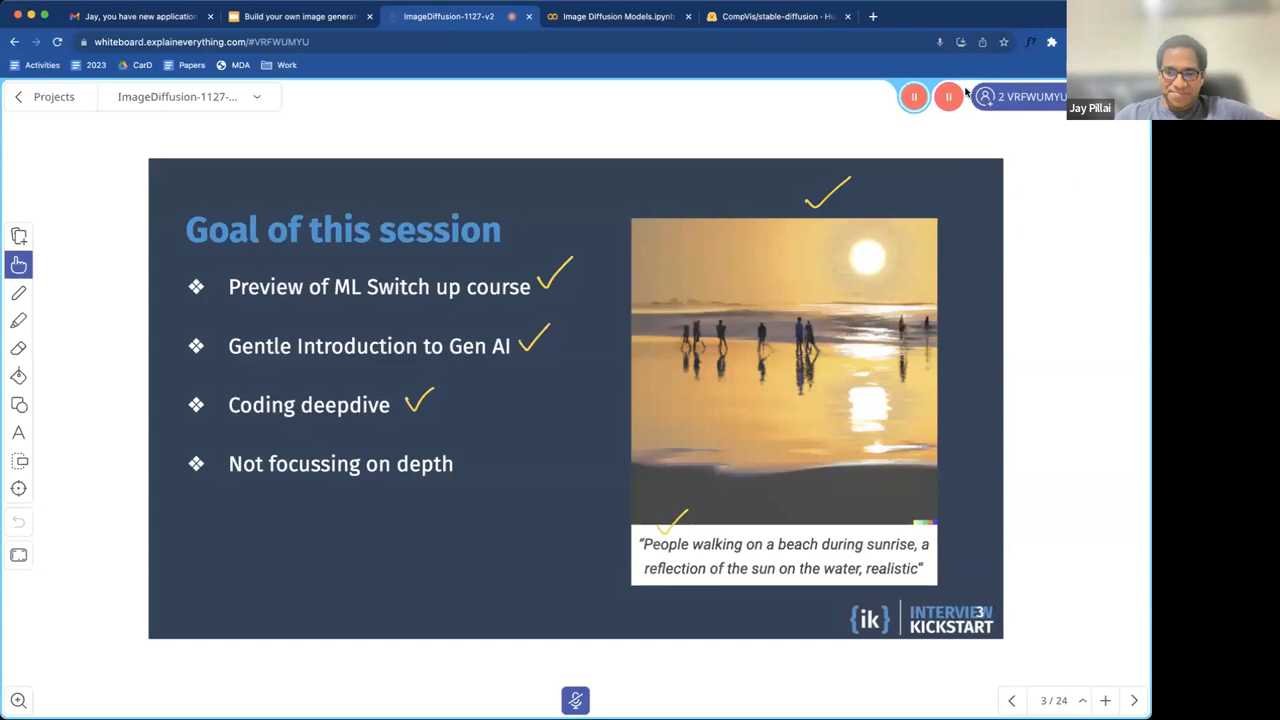 Jay, you have new application
Build your own image generat
ImageDiffusion-1127-v2
Image Diffusion Models.ipynb
CompVis/stable-diffusion · Hu
whiteboard.explaineverything.com/#VRFWUMYU
Activities
2023
CarD
Papers
MDA
Work
Projects
ImageDiffusion-1127-...
2 VRFWUMYU
Jay Pillai
Goal of this session
❖ Preview of ML Switch up course
❖ Gentle Introduction to Gen AI
❖ Coding deepdive
❖ Not focussing on depth
“People walking on a beach during sunrise, a
reflection of the sun on the water, realistic“
{ik} INTERVIEW
KICKSTART
3
3 / 24